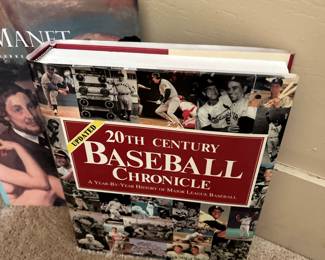 MANET
UPDATED
20TH CENTURY
BASEBALL
CHRONICLE
A YEAR-BY-YEAR HISTORY OF MAJOR LEAGUE BASEBALL